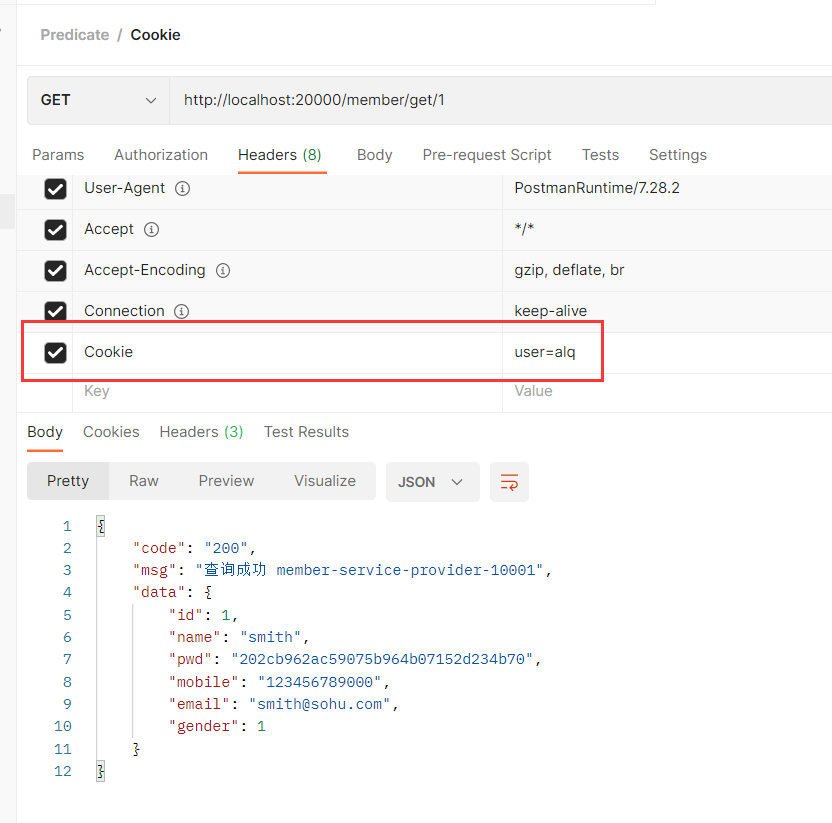 Predicate / Cookie
GET http://localhost:20000/member/get/1
Params Authorization Headers (8) Body Pre-request Script Tests Settings
User-Agent PostmanRuntime/7.28.2
Accept */*
Accept-Encoding gzip, deflate, br
Connection keep-alive
Cookie user=alq
Key Value
Body Cookies Headers (3) Test Results
Pretty Raw Preview Visualize JSON
1 {
2 "code": "200",
3 "msg": "查询成功 member-service-provider-10001",
4 "data": {
5 "id": 1,
6 "name": "smith",
7 "pwd": "202cb962ac59075b964b07152d234b70",
8 "mobile": "123456789000",
9 "email": "smith@sohu.com",
10 "gender": 1
11 }
12 }